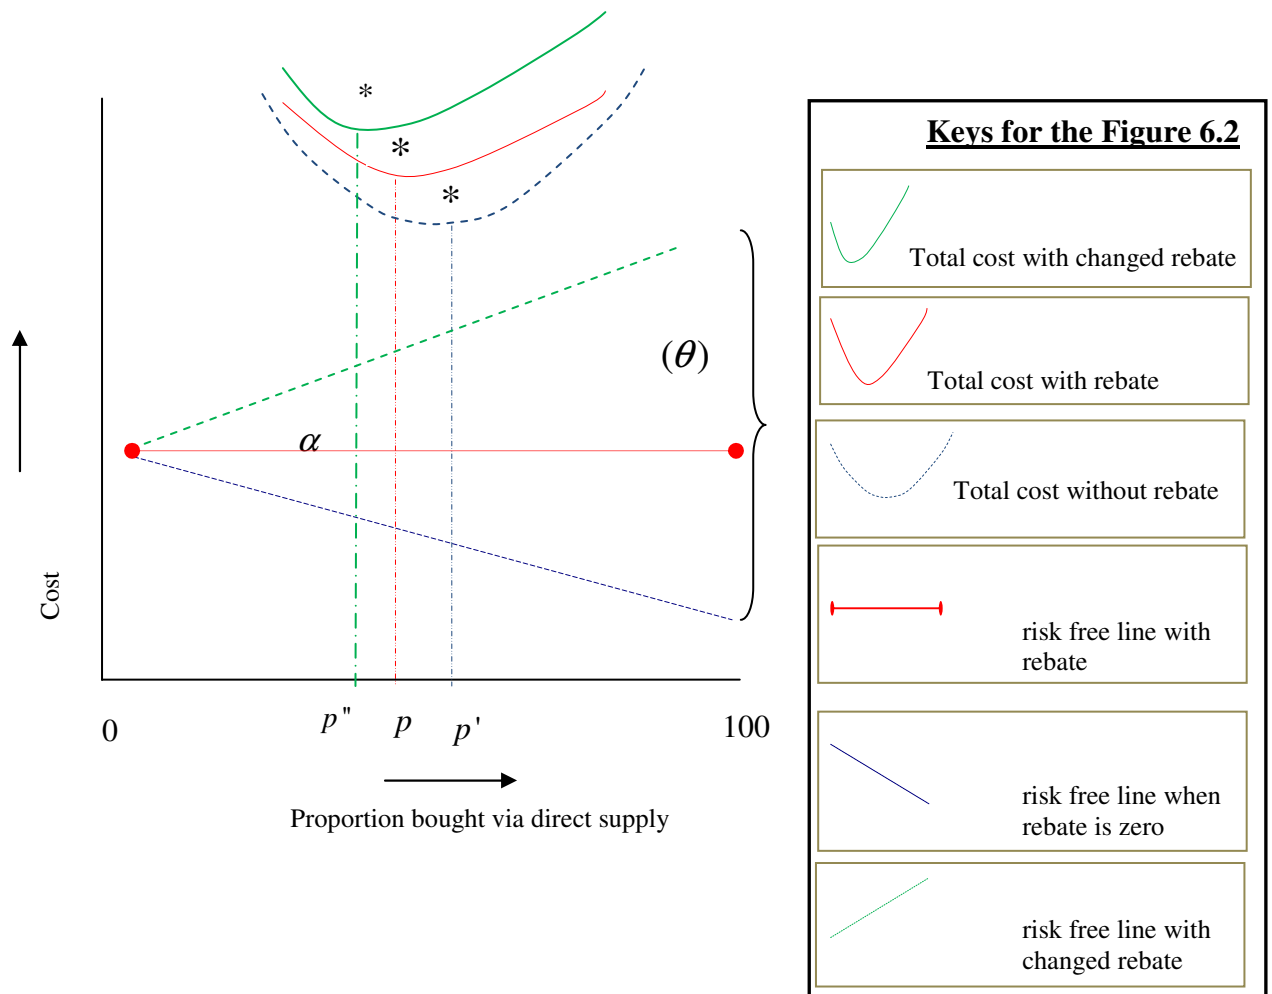 *
*
*
(θ)
α
Cost
p"
p
p'
0
100
Proportion bought via direct supply
Keys for the Figure 6.2
Total cost with changed rebate
Total cost with rebate
Total cost without rebate
risk free line with
rebate
risk free line when
rebate is zero
risk free line with
changed rebate